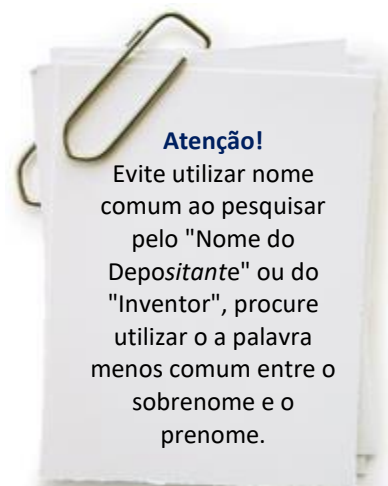 Atenção!
Evite utilizar nome
comum ao pesquisar
pelo "Nome do
Depositante" ou do
"Inventor", procure
utilizar o a palavra
menos comum entre o
sobrenome e o
prenome.